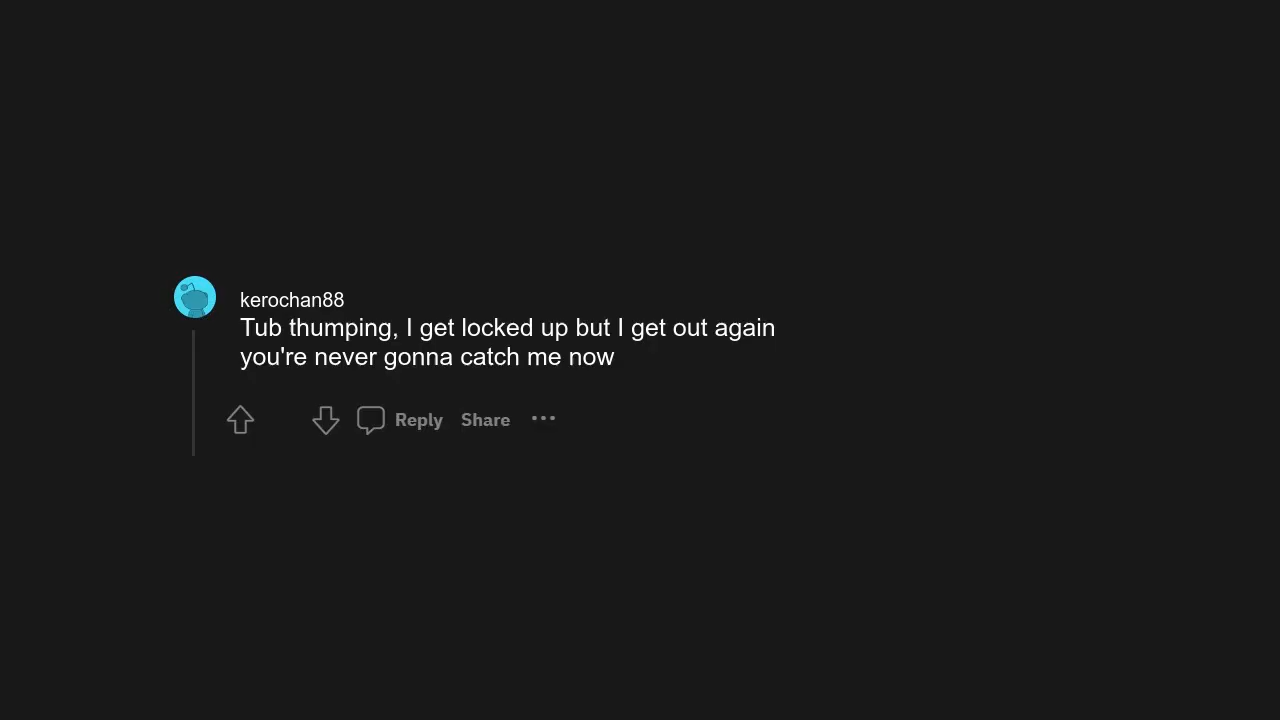 kerochan88
Tub thumping, I get locked up but I get out again
you're never gonna catch me now
Reply Share